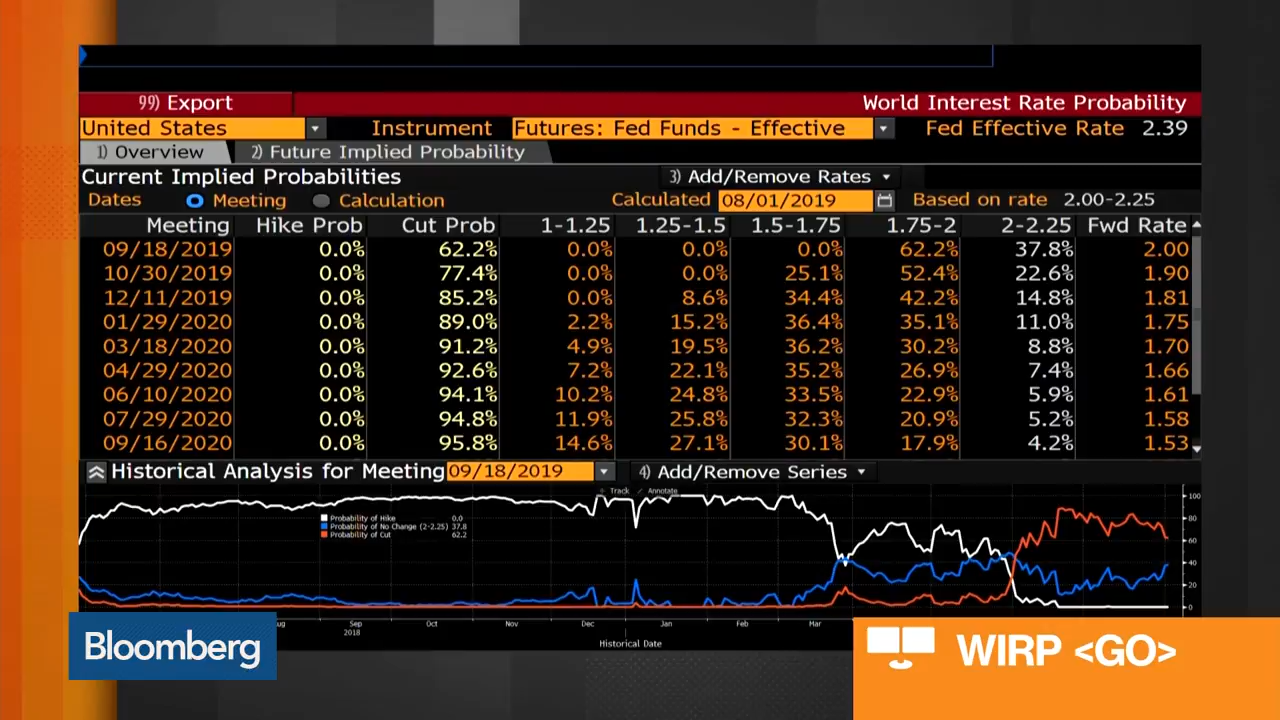 99) Export World Interest Rate Probability
United States Instrument Futures: Fed Funds - Effective Fed Effective Rate 2.39
1) Overview 2) Future Implied Probability
Current Implied Probabilities 3) Add/Remove Rates
Dates Meeting Calculation Calculated 08/01/2019 Based on rate 2.00-2.25
Meeting Hike Prob Cut Prob 1-1.25 1.25-1.5 1.5-1.75 1.75-2 2-2.25 Fwd Rate
09/18/2019 0.0% 62.2% 0.0% 0.0% 0.0% 62.2% 37.8% 2.00
10/30/2019 0.0% 77.4% 0.0% 0.0% 25.1% 52.4% 22.6% 1.90
12/11/2019 0.0% 85.2% 0.0% 8.6% 34.4% 42.2% 14.8% 1.81
01/29/2020 0.0% 89.0% 2.2% 15.2% 36.4% 35.1% 11.0% 1.75
03/18/2020 0.0% 91.2% 4.9% 19.5% 36.2% 30.2% 8.8% 1.70
04/29/2020 0.0% 92.6% 7.2% 22.1% 35.2% 26.9% 7.4% 1.66
06/10/2020 0.0% 94.1% 10.2% 24.8% 33.5% 22.9% 5.9% 1.61
07/29/2020 0.0% 94.8% 11.9% 25.8% 32.3% 20.9% 5.2% 1.58
09/16/2020 0.0% 95.8% 14.6% 27.1% 30.1% 17.9% 4.2% 1.53
Historical Analysis for Meeting 09/18/2019 4) Add/Remove Series
Track Annotate
100
Probability of Hike 0.0
Probability of No Change (2-2.25) 37.8
Probability of Cut 62.2
80
60
40
20
0
Sep Oct Nov Dec Jan Feb Mar
2018
Historical Date
Bloomberg
WIRP <GO>